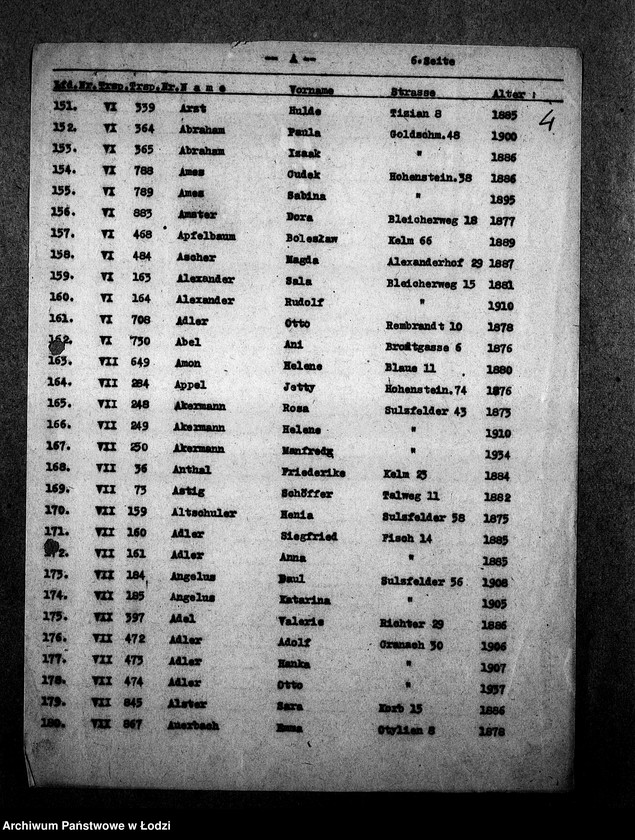 -- A --    6.Seite
Lfd.Nr. Trsp. Trsp.Nr. Name    Vorname    Strasse    Alter :
4
151. VI 339 Arzt Hulde Tizian 8 1885
152. VI 364 Abraham Paula Goldschm.48 1900
153. VI 365 Abraham Izaak " 1886
154. VI 788 Ames Gudek Hohenstein.38 1886
155. VI 789 Ames Sabina " 1895
156. VI 883 Amster Dora Bleicherweg 18 1877
157. VI 468 Apfelbaum Bolesław Kelm 66 1889
158. VI 484 Ascher Magda Alexanderhof 29 1887
159. VI 163 Alexander Sala Bleicherweg 15 1881
160. VI 164 Alexander Rudolf " 1910
161. VI 708 Adler Otto Rembrandt 10 1878
162. VI 730 Abel Ani 6 1876
163. VII 649 Amon Helene Blaue 11 1880
164. VII 284 Appel Jetty Hohenstein.74 1876
165. VII 248 Akermann Rosa Sulzfelder 43 1873
166. VII 249 Akermann Helene " 1910
167. VII 250 Akermann " 1934
168. VII 36 Anthal Friederike Kelm 23 1884
169. VII 73 Astig Schöffer Talweg 11 1882
170. VII 159 Altschuler Henia Sulzfelder 58 1875
171. VII 160 Adler Siegfried Fisch 14 1885
172. VII 161 Adler Anna " 1885
173. VII 184 Angelus Paul Sulzfelder 56 1908
174. VII 185 Angelus Katarina " 1905
175. VII 397 Adel Valerie Richter 29 1886
176. VII 472 Adler Adolf Cranach 30 1906
177. VII 473 Adler Hanka " 1907
178. VII 474 Adler Otto " 1937
179. VII 845 Alster Sara Korb 15 1886
180. VII 867 Auerbach Emma Otylien 8 1878
Archiwum Państwowe w Łodzi